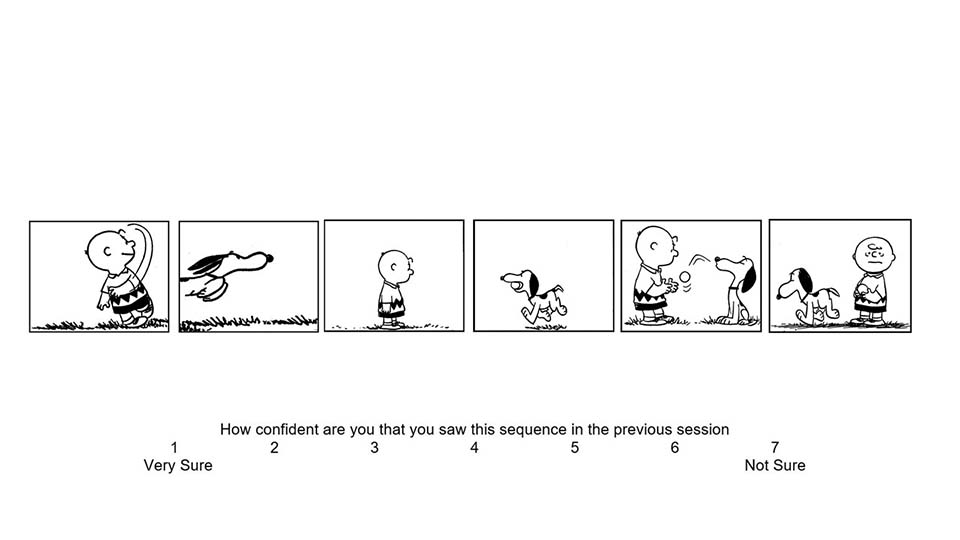 How confident are you that you saw this sequence in the previous session
1 2 3 4 5 6 7
Very Sure Not Sure